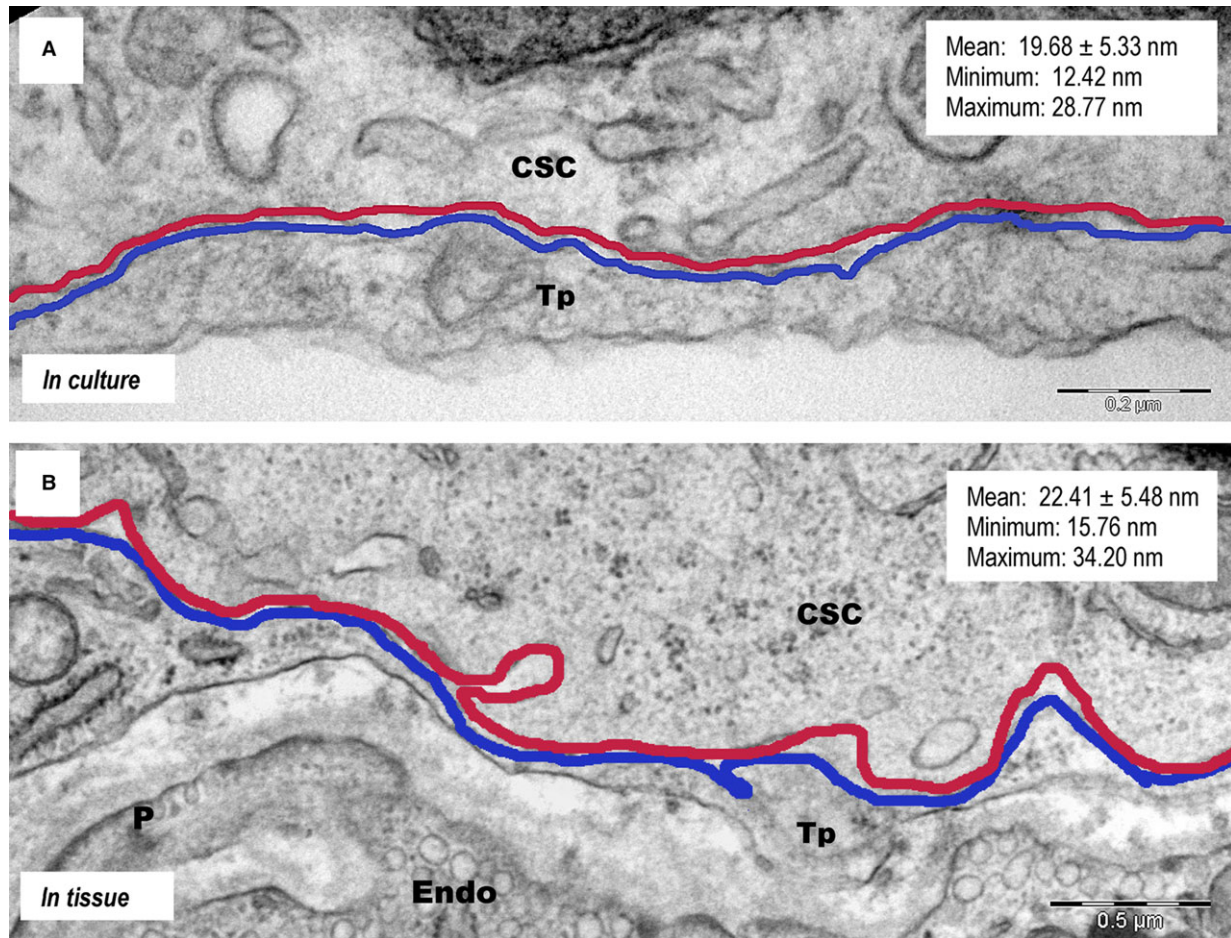 A
Mean: 19.68 ± 5.33 nm
Minimum: 12.42 nm
Maximum: 28.77 nm
CSC
Tp
In culture
0.2 µm
B
Mean: 22.41 ± 5.48 nm
Minimum: 15.76 nm
Maximum: 34.20 nm
CSC
P
Tp
Endo
In tissue
0.5 µm